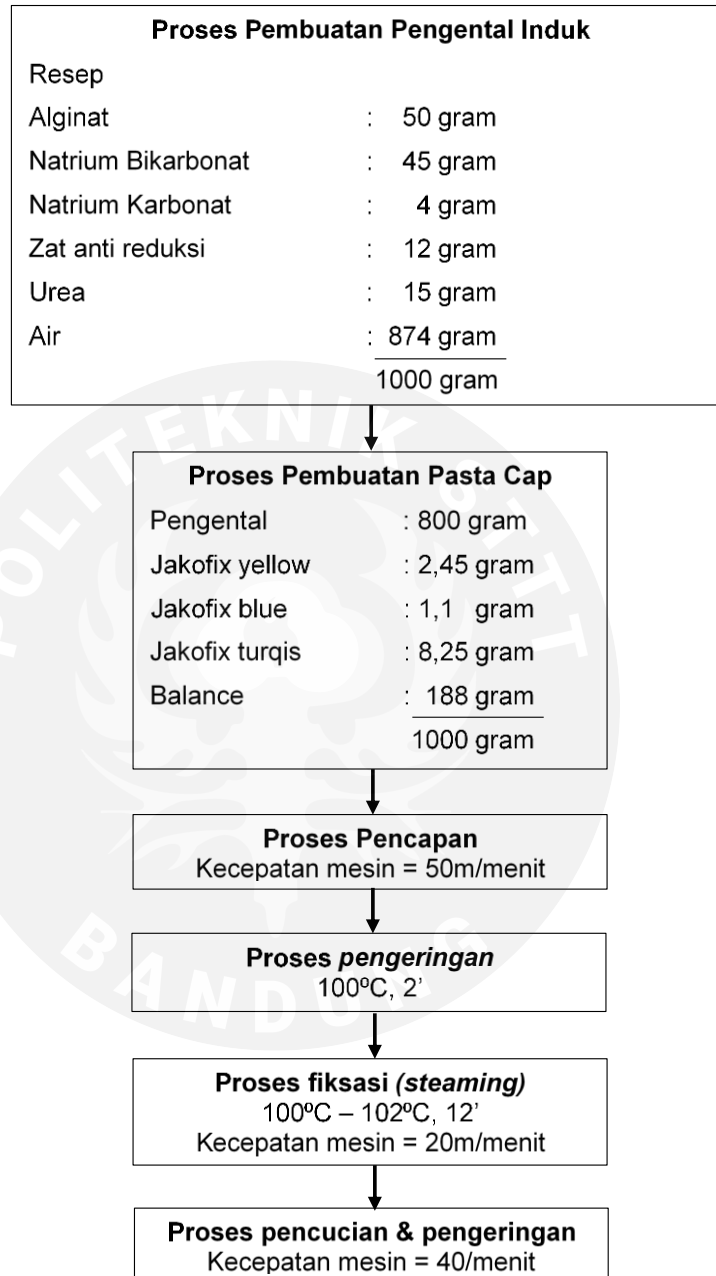 Proses Pembuatan Pengental Induk
Resep
Alginat : 50 gram
Natrium Bikarbonat : 45 gram
Natrium Karbonat : 4 gram
Zat anti reduksi : 12 gram
Urea : 15 gram
Air : 874 gram
1000 gram
Proses Pembuatan Pasta Cap
Pengental : 800 gram
Jakofix yellow : 2,45 gram
Jakofix blue : 1,1 gram
Jakofix turqis : 8,25 gram
Balance : 188 gram
1000 gram
Proses Pencapan
Kecepatan mesin = 50m/menit
Proses pengeringan
100ºC, 2’
Proses fiksasi (steaming)
100ºC – 102ºC, 12’
Kecepatan mesin = 20m/menit
Proses pencucian & pengeringan
Kecepatan mesin = 40/menit
POLITEKNIK STTT
BANDUNG